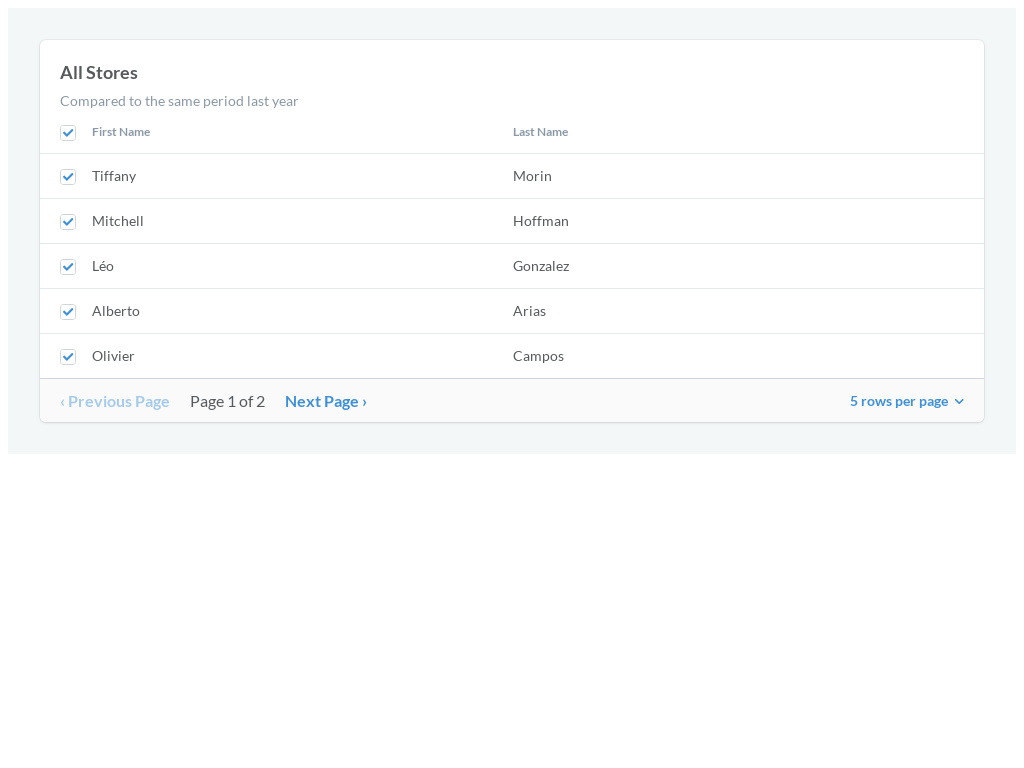 All Stores
Compared to the same period last year
First Name Last Name
Tiffany Morin
Mitchell Hoffman
Léo Gonzalez
Alberto Arias
Olivier Campos
‹ Previous Page Page 1 of 2 Next Page › 5 rows per page